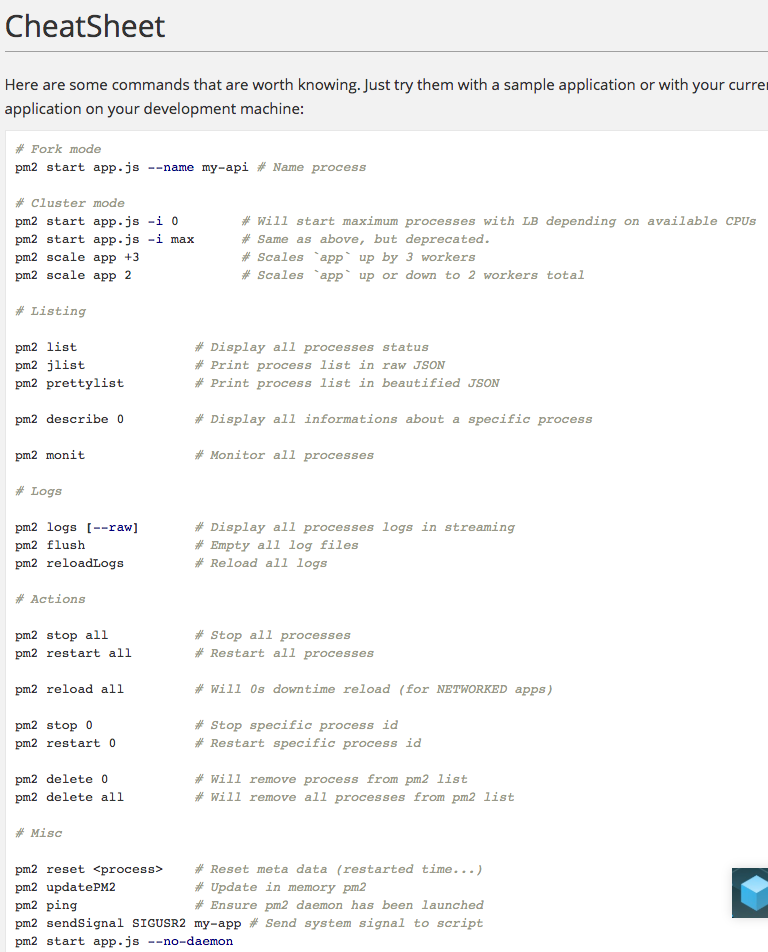 CheatSheet
Here are some commands that are worth knowing. Just try them with a sample application or with your
application on your development machine:
# Fork mode
pm2 start app.js --name my-api # Name process
# Cluster mode
pm2 start app.js -i 0 # Will start maximum processes with LB depending on available CPUs
pm2 start app.js -i max # Same as above, but deprecated.
pm2 scale app +3 # Scales `app` up by 3 workers
pm2 scale app 2 # Scales `app` up or down to 2 workers total
# Listing
pm2 list # Display all processes status
pm2 jlist # Print process list in raw JSON
pm2 prettylist # Print process list in beautified JSON
pm2 describe 0 # Display all informations about a specific process
pm2 monit # Monitor all processes
# Logs
pm2 logs [--raw] # Display all processes logs in streaming
pm2 flush # Empty all log files
pm2 reloadLogs # Reload all logs
# Actions
pm2 stop all # Stop all processes
pm2 restart all # Restart all processes
pm2 reload all # Will 0s downtime reload (for NETWORKED apps)
pm2 stop 0 # Stop specific process id
pm2 restart 0 # Restart specific process id
pm2 delete 0 # Will remove process from pm2 list
pm2 delete all # Will remove all processes from pm2 list
# Misc
pm2 reset <process> # Reset meta data (restarted time...)
pm2 updatePM2 # Update in memory pm2
pm2 ping # Ensure pm2 daemon has been launched
pm2 sendSignal SIGUSR2 my-app # Send system signal to script
pm2 start app.js --no-daemon